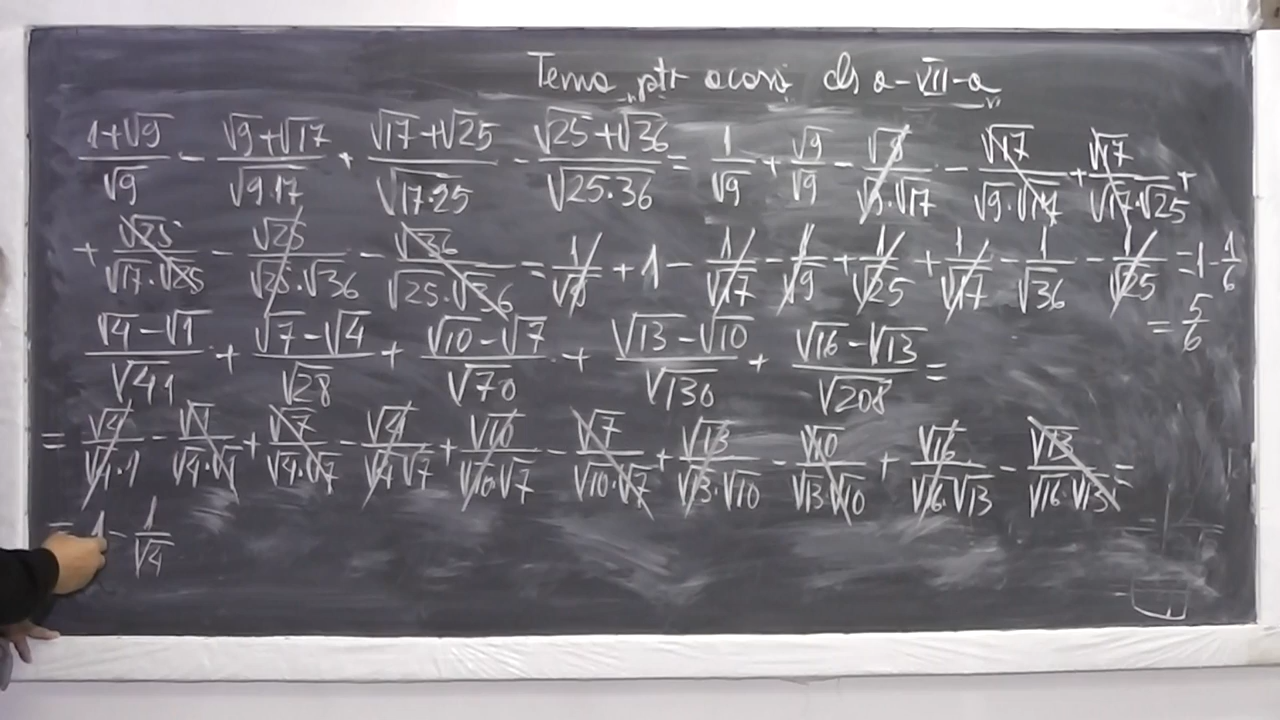 Tema ptr acasă cls a-VII-a
(1+√9)/√9 - (√9+√17)/√(9·17) + (√17+√25)/√(17·25) - (√25+√36)/√(25·36) = 1/√9 + √9/√9 - √9/(√9·√17) - √17/(√9·√17) + √17/(√17·√25) +
+ √25/(√17·√25) - √25/(√25·√36) - √36/(√25·√36) = 1/√9 + 1 - 1/√17 - 1/√9 + 1/√25 + 1/√17 - 1/√36 - 1/√25 = 1 - 1/6
= 5/6
(√4-√1)/√(4·1) + (√7-√4)/√28 + (√10-√7)/√70 + (√13-√10)/√130 + (√16-√13)/√208 =
= √4/(√4·1) - √1/(√4·√1) + √7/(√4·√7) - √4/(√4·√7) + √10/(√10·√7) - √7/(√10·√7) + √13/(√13·√10) - √10/(√13·√10) + √16/(√16·√13) - √13/(√16·√13) =
= 1 - 1/√4